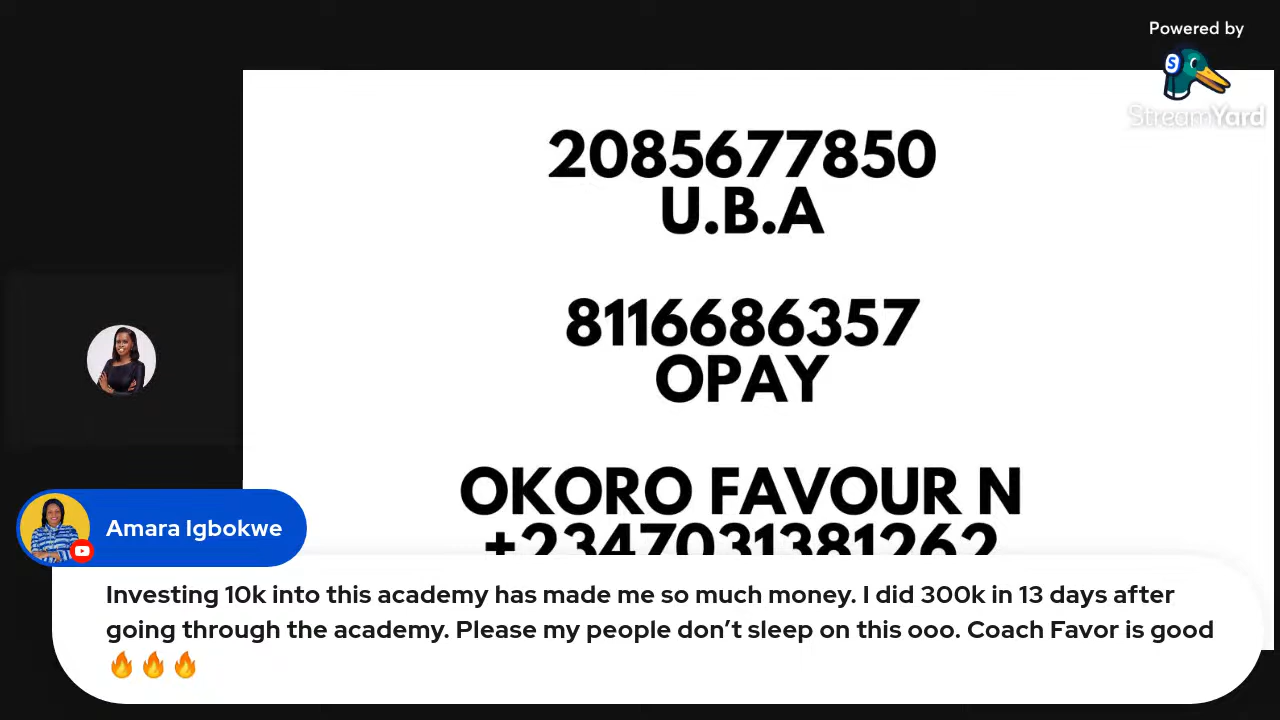 Powered by
StreamYard
2085677850
U.B.A
8116686357
OPAY
OKORO FAVOUR N
+2347031381262
Amara Igbokwe
Investing 10k into this academy has made me so much money. I did 300k in 13 days after
going through the academy. Please my people don’t sleep on this ooo. Coach Favor is good
🔥🔥🔥